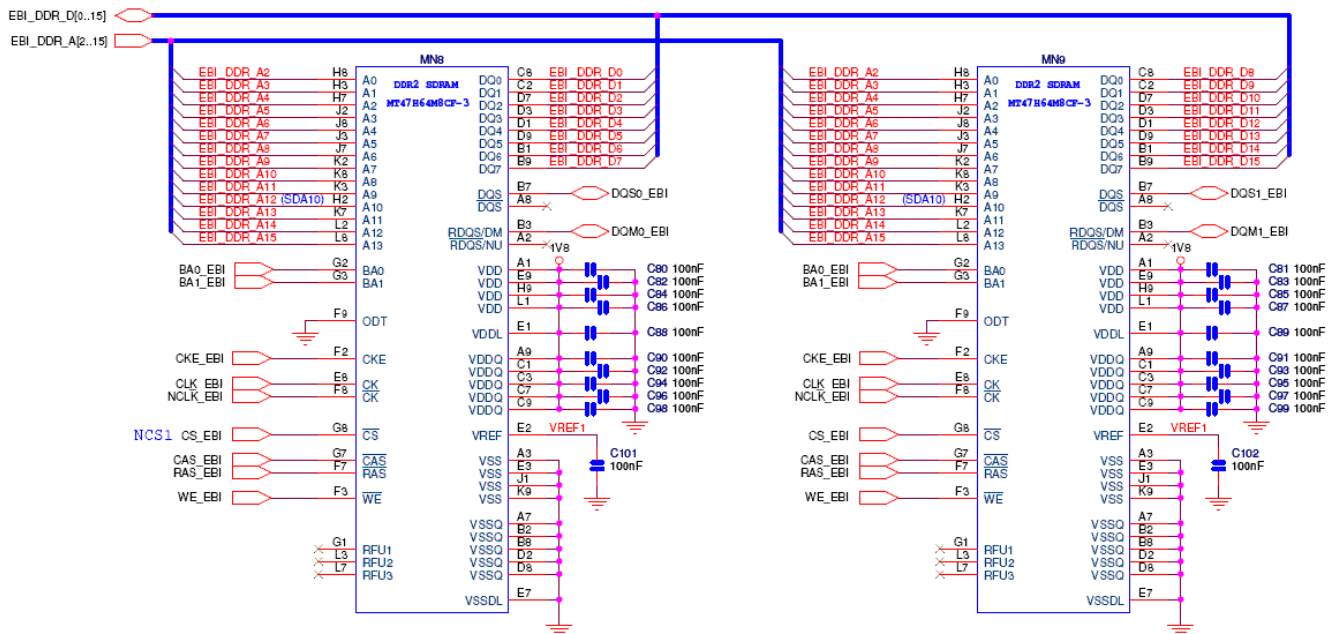 EBI_DDR_D[0..15]
EBI_DDR_A[2..15]
MN8
DDR2 SDRAM
MT47H64M8CF-3
EBI_DDR_A2 H8 A0
EBI_DDR_A3 H3 A1
EBI_DDR_A4 H7 A2
EBI_DDR_A5 J2 A3
EBI_DDR_A6 J8 A4
EBI_DDR_A7 J3 A5
EBI_DDR_A8 J7 A6
EBI_DDR_A9 K2 A7
EBI_DDR_A10 K8 A8
EBI_DDR_A11 K3 A9
EBI_DDR_A12 (SDA10) H2 A10
EBI_DDR_A13 K7 A11
EBI_DDR_A14 L2 A12
EBI_DDR_A15 L8 A13
BA0_EBI G2 BA0
BA1_EBI G3 BA1
F9 ODT
CKE_EBI F2 CKE
CLK_EBI E8 CK
NCLK_EBI F8 CK
NCS1 CS_EBI G8 CS
CAS_EBI G7 CAS
RAS_EBI F7 RAS
WE_EBI F3 WE
G1 RFU1
L3 RFU2
L7 RFU3
DQ0 C8 EBI_DDR_D0
DQ1 C2 EBI_DDR_D1
DQ2 D7 EBI_DDR_D2
DQ3 D3 EBI_DDR_D3
DQ4 D1 EBI_DDR_D4
DQ5 D9 EBI_DDR_D5
DQ6 B1 EBI_DDR_D6
DQ7 B9 EBI_DDR_D7
DQS B7 DQS0_EBI
DQS A8
RDQS/DM B3 DQM0_EBI
RDQS/NU A2
1V8
VDD A1 C80 100nF
VDD E9 C82 100nF
VDD H9 C84 100nF
VDD L1 C86 100nF
VDDL E1 C88 100nF
VDDQ A9 C90 100nF
VDDQ C1 C92 100nF
VDDQ C3 C94 100nF
VDDQ C7 C96 100nF
VDDQ C9 C98 100nF
VREF E2 VREF1
C101
100nF
VSS A3
VSS E3
VSS J1
VSS K9
VSSQ A7
VSSQ B2
VSSQ B8
VSSQ D2
VSSQ D8
VSSDL E7
MN9
DDR2 SDRAM
MT47H64M8CF-3
EBI_DDR_A2 H8 A0
EBI_DDR_A3 H3 A1
EBI_DDR_A4 H7 A2
EBI_DDR_A5 J2 A3
EBI_DDR_A6 J8 A4
EBI_DDR_A7 J3 A5
EBI_DDR_A8 J7 A6
EBI_DDR_A9 K2 A7
EBI_DDR_A10 K8 A8
EBI_DDR_A11 K3 A9
EBI_DDR_A12 (SDA10) H2 A10
EBI_DDR_A13 K7 A11
EBI_DDR_A14 L2 A12
EBI_DDR_A15 L8 A13
BA0_EBI G2 BA0
BA1_EBI G3 BA1
F9 ODT
CKE_EBI F2 CKE
CLK_EBI E8 CK
NCLK_EBI F8 CK
CS_EBI G8 CS
CAS_EBI G7 CAS
RAS_EBI F7 RAS
WE_EBI F3 WE
G1 RFU1
L3 RFU2
L7 RFU3
DQ0 C8 EBI_DDR_D8
DQ1 C2 EBI_DDR_D9
DQ2 D7 EBI_DDR_D10
DQ3 D3 EBI_DDR_D11
DQ4 D1 EBI_DDR_D12
DQ5 D9 EBI_DDR_D13
DQ6 B1 EBI_DDR_D14
DQ7 B9 EBI_DDR_D15
DQS B7 DQS1_EBI
DQS A8
RDQS/DM B3 DQM1_EBI
RDQS/NU A2
1V8
VDD A1 C81 100nF
VDD E9 C83 100nF
VDD H9 C85 100nF
VDD L1 C87 100nF
VDDL E1 C89 100nF
VDDQ A9 C91 100nF
VDDQ C1 C93 100nF
VDDQ C3 C95 100nF
VDDQ C7 C97 100nF
VDDQ C9 C99 100nF
VREF E2 VREF1
C102
100nF
VSS A3
VSS E3
VSS J1
VSS K9
VSSQ A7
VSSQ B2
VSSQ B8
VSSQ D2
VSSQ D8
VSSDL E7